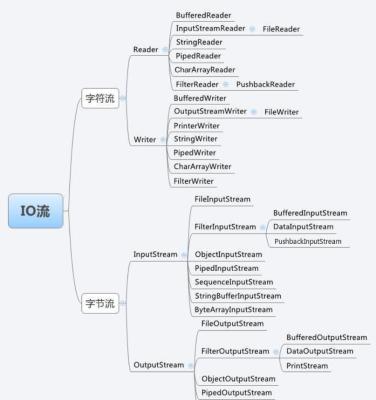 IO流
字符流
Reader
BufferedReader
InputStreamReader
FileReader
StringReader
PipedReader
CharArrayReader
FilterReader
PushbackReader
Writer
BufferedWriter
OutputStreamWriter
FileWriter
PrinterWriter
StringWriter
PipedWriter
CharArrayWriter
FilterWriter
字节流
InputStream
FileInputStream
FilterInputStream
BufferedInputStream
DataInputStream
PushbackInputStream
ObjectInputStream
PipedInputStream
SequenceInputStream
StringBufferInputStream
ByteArrayInputStream
OutputStream
FileOutputStream
FilterOutputStream
BufferedOutputStream
DataOutputStream
PrintStream
ObjectOutputStream
PipedOutputStream